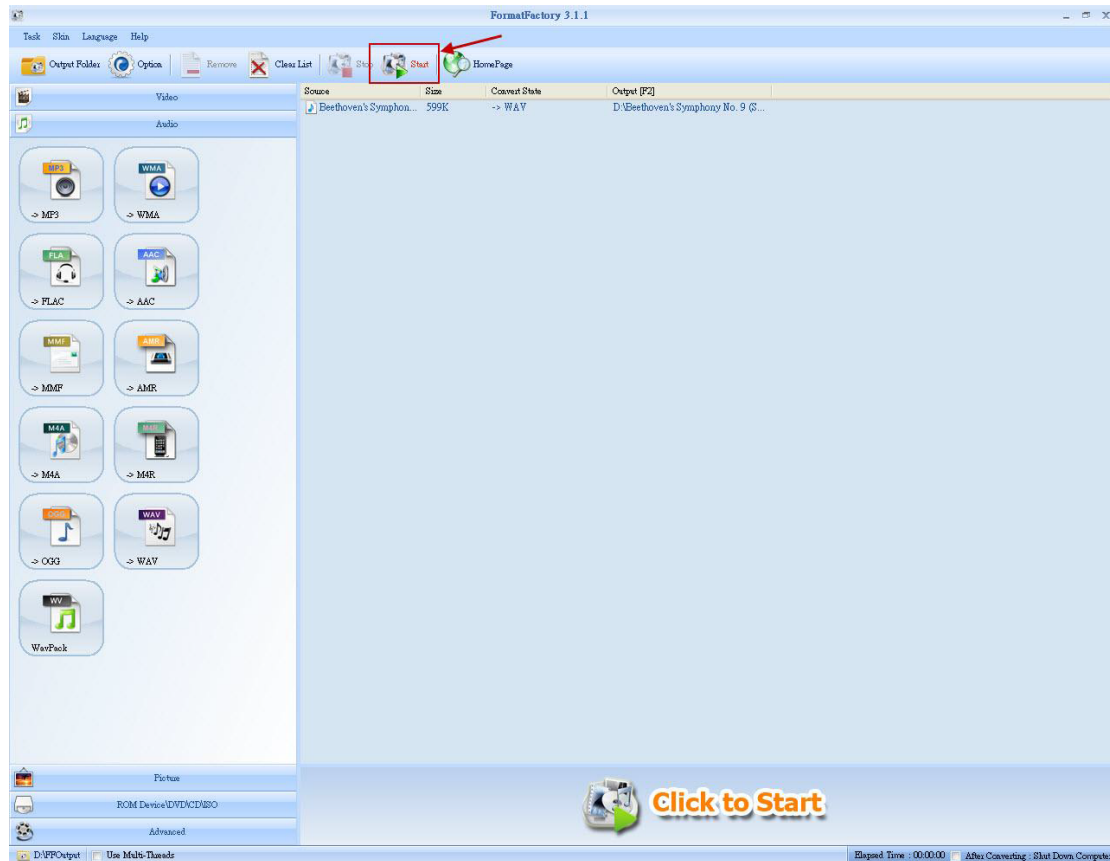 FormatFactory 3.1.1
Task Skin Language Help
Output Folder Option Remove Clear List Stop Start HomePage
Video
Audio
Source Size Convert State Output [F2]
Beethoven's Symphon... 599K -> WAV D:\Beethoven's Symphony No. 9 (S...
MP3 WMA
-> MP3 -> WMA
FLA AAC
-> FLAC -> AAC
MMF AMR
-> MMF -> AMR
M4A M4R
-> M4A -> M4R
OGG WAV
-> OGG -> WAV
WV
WavPack
Picture
ROM Device\DVD\CD\ISO
Advanced
Click to Start
D:\FFOutput Use Multi-Threads Elapsed Time : 00:00:00 After Converting : Shut Down Compute